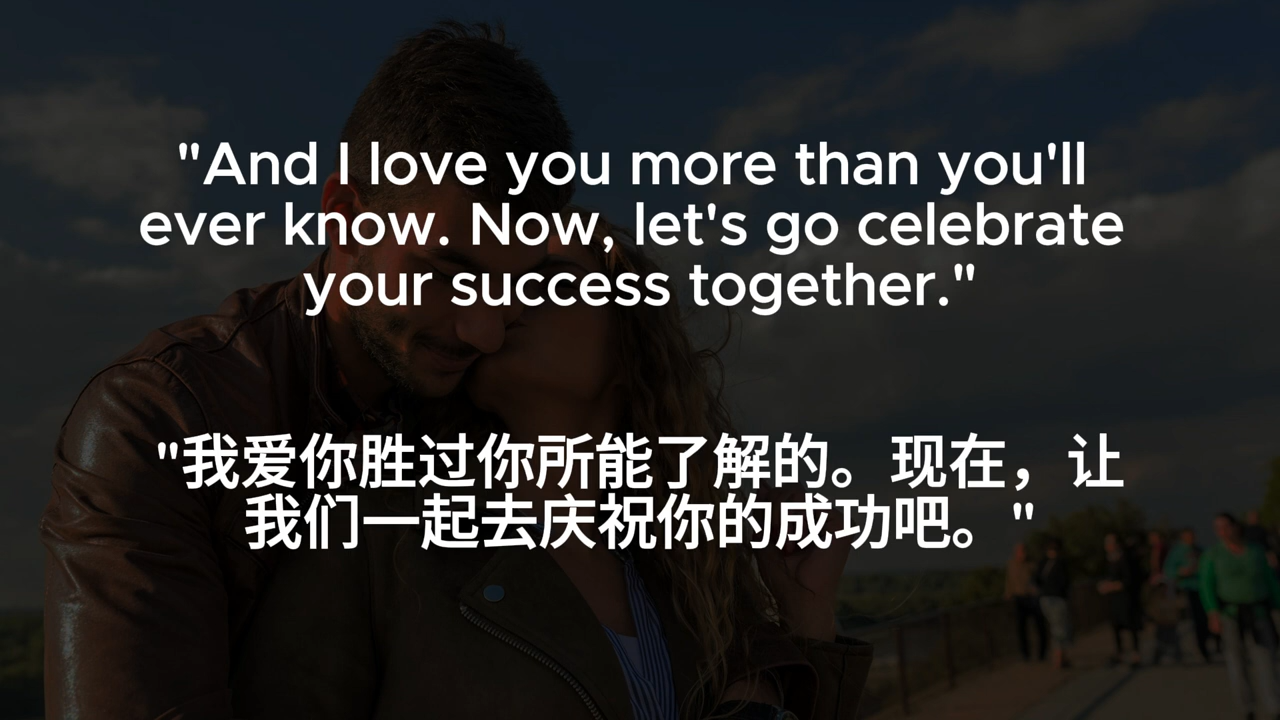 "And I love you more than you'll
ever know. Now, let's go celebrate
your success together."
"我爱你胜过你所能了解的。现在，让
我们一起去庆祝你的成功吧。"